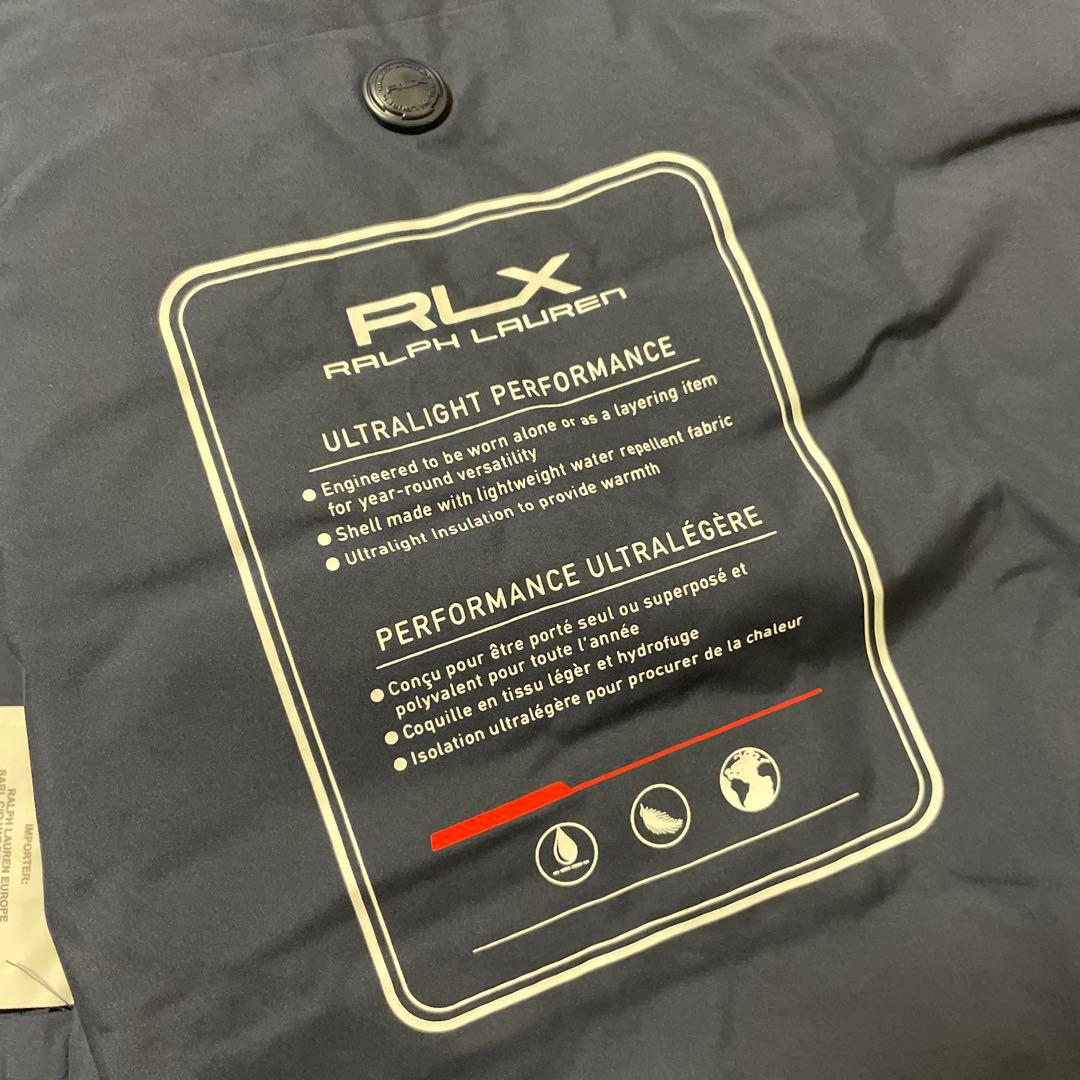 RLX
RLX
RALPH LAUREN
ULTRALIGHT PERFORMANCE
● Engineered to be worn alone or as a layering item
for year-round versatility
● Shell made with lightweight water repellent fabric
● Ultralight Insulation to provide warmth
PERFORMANCE ULTRALÉGÈRE
● Conçu pour être porté seul ou superposé et
polyvalent pour toute l'année
● Coquille en tissu légèr et hydrofuge
● Isolation ultralégère pour procurer de la chaleur
IMPORTER:
RALPH LAUREN EUROPE